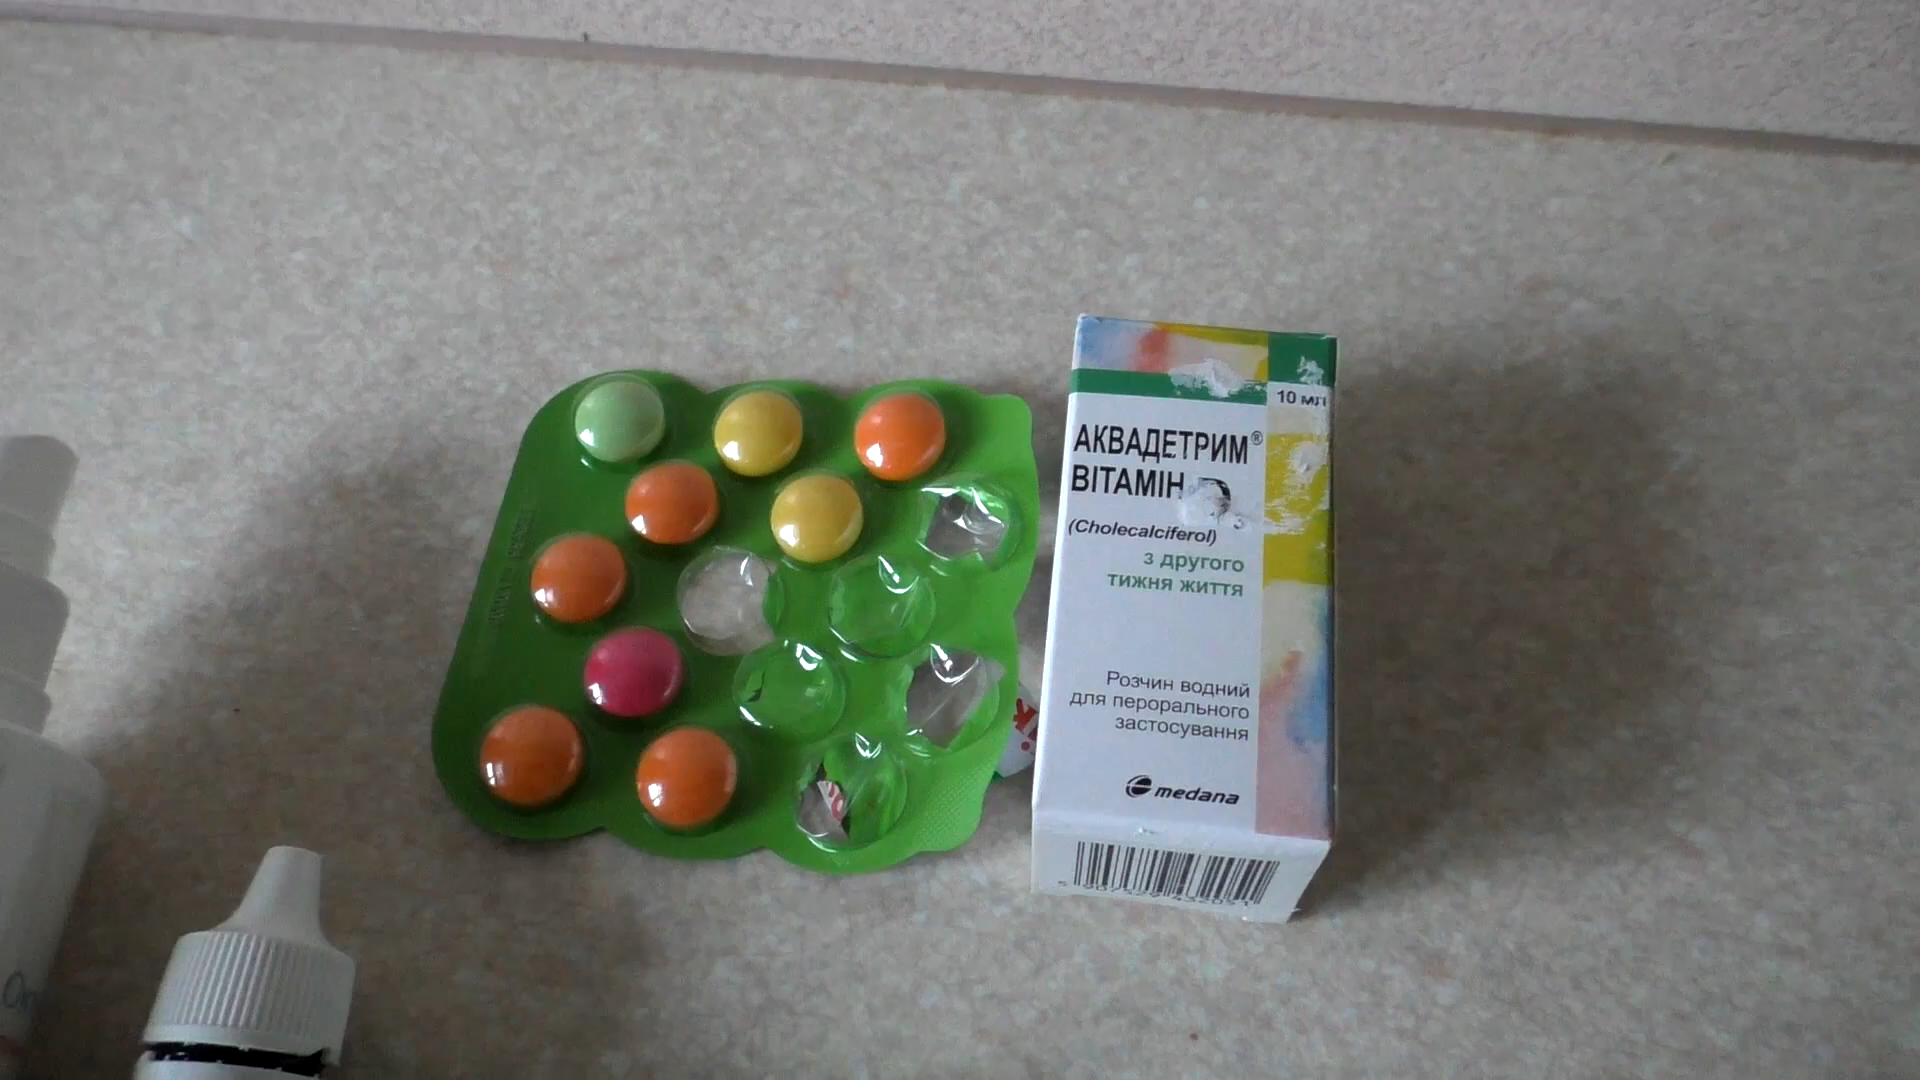 10 мл
АКВАДЕТРИМ®
ВІТАМІН D
(Cholecalciferol)
з другого
тижня життя
Розчин водний
для перорального
застосування
medana